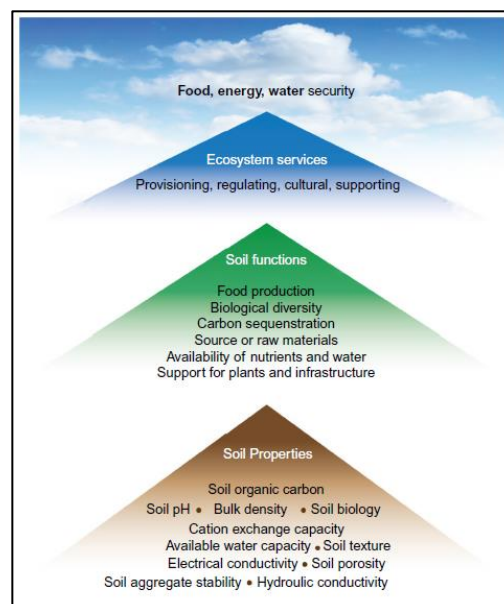 Food, energy, water security
Ecosystem services
Provisioning, regulating, cultural, supporting
Soil functions
Food production
Biological diversity
Carbon sequenstration
Source or raw materials
Availability of nutrients and water
Support for plants and infrastructure
Soil Properties
Soil organic carbon
Soil pH • Bulk density • Soil biology
Cation exchange capacity
Available water capacity • Soil texture
Electrical conductivity • Soil porosity
Soil aggregate stability • Hydroulic conductivity